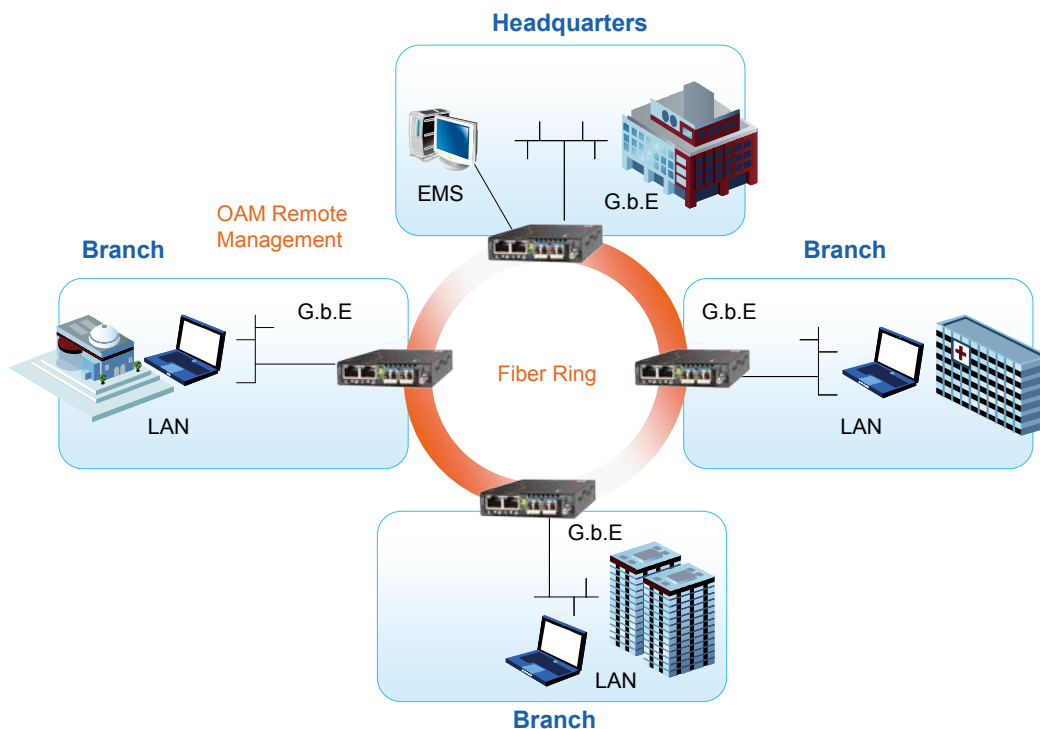 Headquarters
EMS
G.b.E
OAM Remote
Management
Branch
Branch
G.b.E
G.b.E
Fiber Ring
LAN
LAN
G.b.E
LAN
Branch